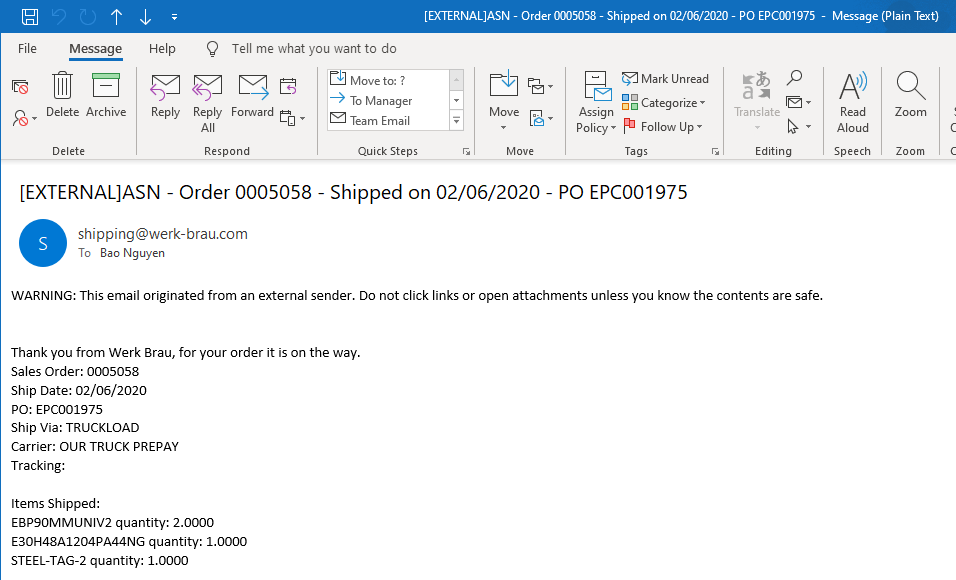 [EXTERNAL]ASN - Order 0005058 - Shipped on 02/06/2020 - PO EPC001975 - Message (Plain Text)
File Message Help Tell me what you want to do
Delete Archive
Reply Reply All Forward
Move to: ?
To Manager
Team Email
Move
Assign Policy
Mark Unread
Categorize
Follow Up
Translate
Read Aloud
Zoom
Delete Respond Quick Steps Move Tags Editing Speech Zoom
[EXTERNAL]ASN - Order 0005058 - Shipped on 02/06/2020 - PO EPC001975
S
shipping@werk-brau.com
To Bao Nguyen
WARNING: This email originated from an external sender. Do not click links or open attachments unless you know the contents are safe.
Thank you from Werk Brau, for your order it is on the way.
Sales Order: 0005058
Ship Date: 02/06/2020
PO: EPC001975
Ship Via: TRUCKLOAD
Carrier: OUR TRUCK PREPAY
Tracking:
Items Shipped:
EBP90MMUNIV2 quantity: 2.0000
E30H48A1204PA44NG quantity: 1.0000
STEEL-TAG-2 quantity: 1.0000